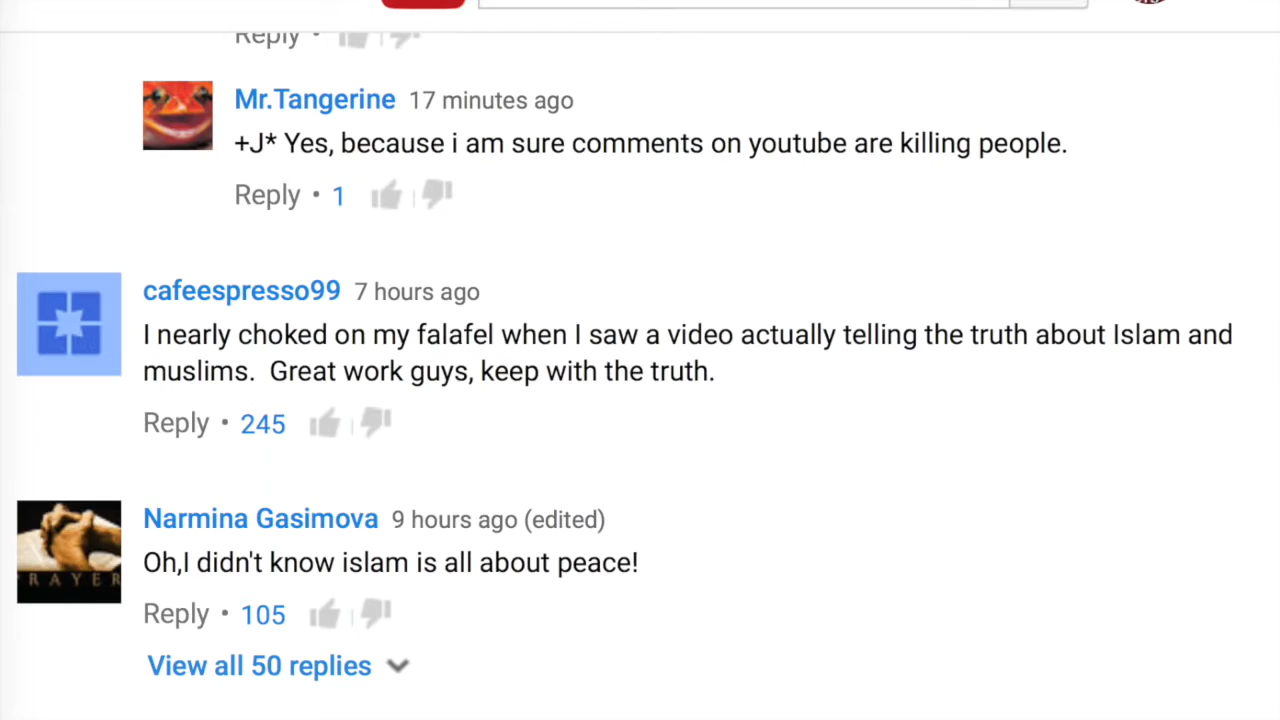 Reply •
Mr.Tangerine 17 minutes ago
+J* Yes, because i am sure comments on youtube are killing people.
Reply • 1
cafeespresso99 7 hours ago
I nearly choked on my falafel when I saw a video actually telling the truth about Islam and
muslims.  Great work guys, keep with the truth.
Reply • 245
Narmina Gasimova 9 hours ago (edited)
Oh,I didn't know islam is all about peace!
RAYER
Reply • 105
View all 50 replies